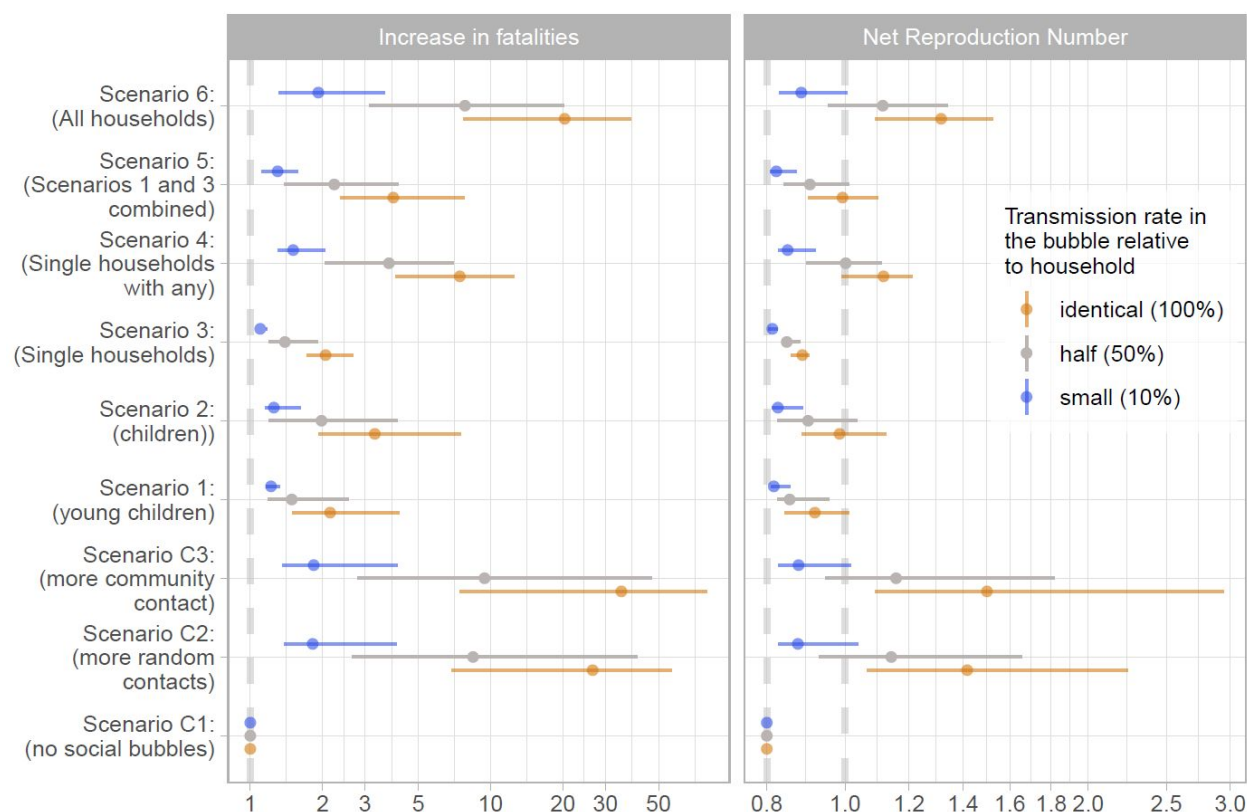 Increase in fatalities
Net Reproduction Number
Scenario 6:
(All households)
Scenario 5:
(Scenarios 1 and 3
combined)
Scenario 4:
(Single households
with any)
Scenario 3:
(Single households)
Scenario 2:
(children))
Scenario 1:
(young children)
Scenario C3:
(more community
contact)
Scenario C2:
(more random
contacts)
Scenario C1:
(no social bubbles)
Transmission rate in
the bubble relative
to household
identical (100%)
half (50%)
small (10%)
1 2 3 5 10 20 30 50
0.8 1.0 1.2 1.4 1.6 1.8 2.0 2.5 3.0